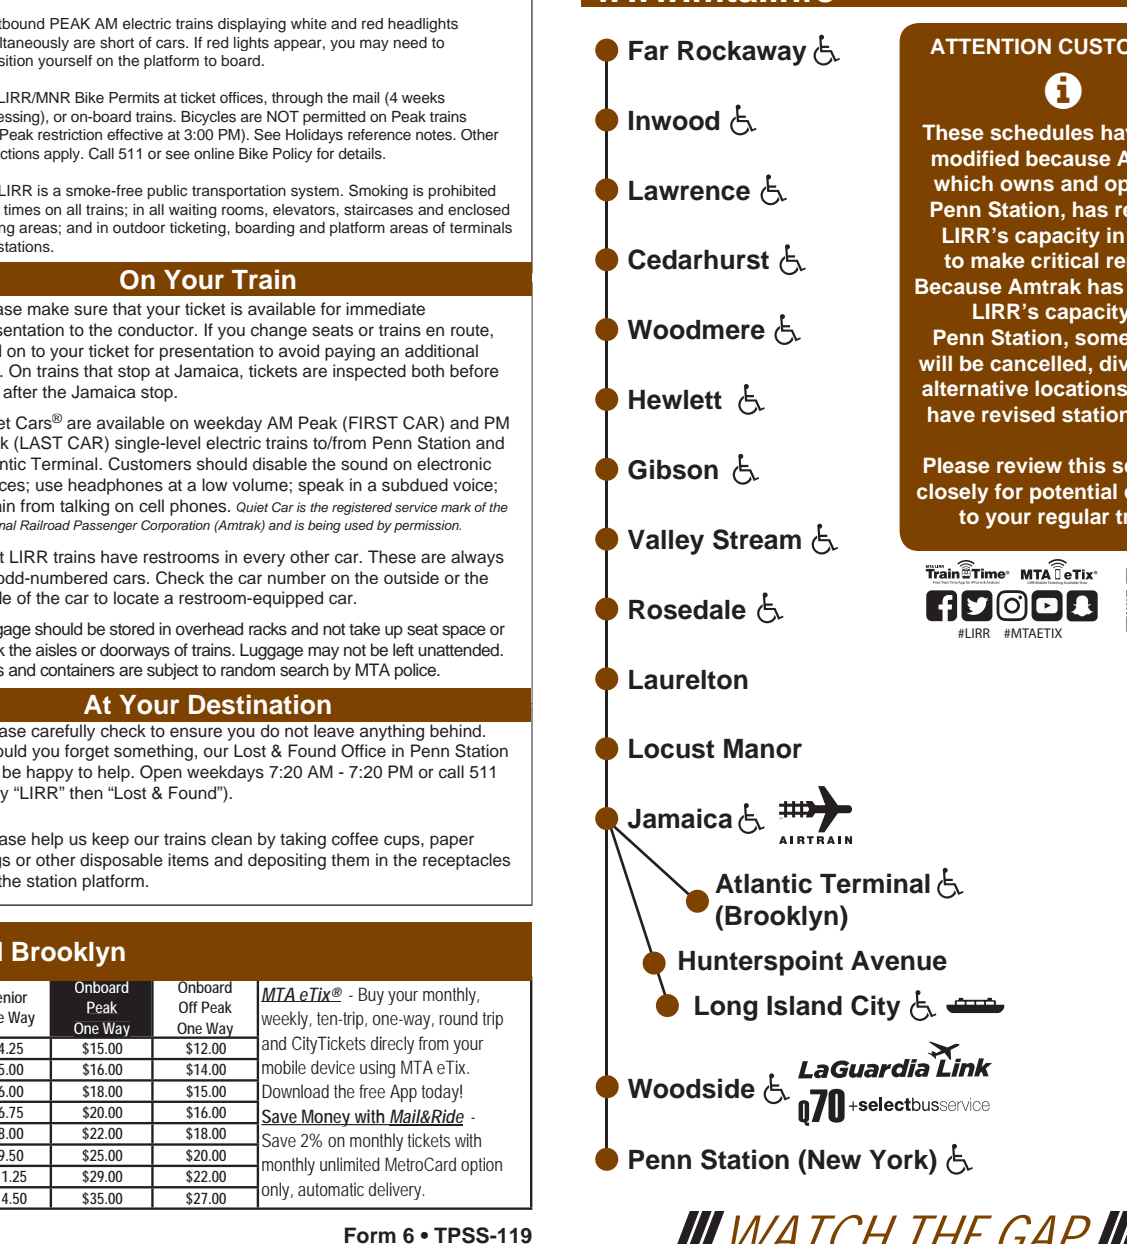 tbound PEAK AM electric trains displaying white and red headlights
ltaneously are short of cars. If red lights appear, you may need to
sition yourself on the platform to board.
LIRR/MNR Bike Permits at ticket offices, through the mail (4 weeks
essing), or on-board trains. Bicycles are NOT permitted on Peak trains
Peak restriction effective at 3:00 PM). See Holidays reference notes. Other
ctions apply. Call 511 or see online Bike Policy for details.
LIRR is a smoke-free public transportation system. Smoking is prohibited
times on all trains; in all waiting rooms, elevators, staircases and enclosed
ng areas; and in outdoor ticketing, boarding and platform areas of terminals
stations.
On Your Train
ase make sure that your ticket is available for immediate
sentation to the conductor. If you change seats or trains en route,
d on to your ticket for presentation to avoid paying an additional
. On trains that stop at Jamaica, tickets are inspected both before
after the Jamaica stop.
et Cars® are available on weekday AM Peak (FIRST CAR) and PM
k (LAST CAR) single-level electric trains to/from Penn Station and
ntic Terminal. Customers should disable the sound on electronic
ces; use headphones at a low volume; speak in a subdued voice;
ain from talking on cell phones. Quiet Car is the registered service mark of the
nal Railroad Passenger Corporation (Amtrak) and is being used by permission.
t LIRR trains have restrooms in every other car. These are always
odd-numbered cars. Check the car number on the outside or the
de of the car to locate a restroom-equipped car.
gage should be stored in overhead racks and not take up seat space or
k the aisles or doorways of trains. Luggage may not be left unattended.
s and containers are subject to random search by MTA police.
At Your Destination
ase carefully check to ensure you do not leave anything behind.
ould you forget something, our Lost & Found Office in Penn Station
be happy to help. Open weekdays 7:20 AM - 7:20 PM or call 511
y “LIRR” then “Lost & Found”).
ase help us keep our trains clean by taking coffee cups, paper
gs or other disposable items and depositing them in the receptacles
the station platform.
l Brooklyn
enior
e Way
Onboard
Peak
One Way
Onboard
Off Peak
One Way
4.25 $15.00 $12.00
5.00 $16.00 $14.00
6.00 $18.00 $15.00
6.75 $20.00 $16.00
8.00 $22.00 $18.00
9.50 $25.00 $20.00
1.25 $29.00 $22.00
4.50 $35.00 $27.00
MTA eTix® - Buy your monthly,
weekly, ten-trip, one-way, round trip
and CityTickets direcly from your
mobile device using MTA eTix.
Download the free App today!
Save Money with Mail&Ride -
Save 2% on monthly tickets with
monthly unlimited MetroCard option
only, automatic delivery.
Form 6 • TPSS-119
Far Rockaway
Inwood
Lawrence
Cedarhurst
Woodmere
Hewlett
Gibson
Valley Stream
Rosedale
Laurelton
Locust Manor
Jamaica
AIRTRAIN
Atlantic Terminal
(Brooklyn)
Hunterspoint Avenue
Long Island City
Woodside
LaGuardia Link
Q70 +selectbusservice
Penn Station (New York)
WATCH THE GAP
ATTENTION CUSTO
These schedules hav
modified because A
which owns and op
Penn Station, has re
LIRR’s capacity in
to make critical re
Because Amtrak has
LIRR’s capacity
Penn Station, some
will be cancelled, div
alternative locations
have revised station
Please review this s
closely for potential
to your regular tr
Train Time® MTA eTix®
#LIRR #MTAETIX